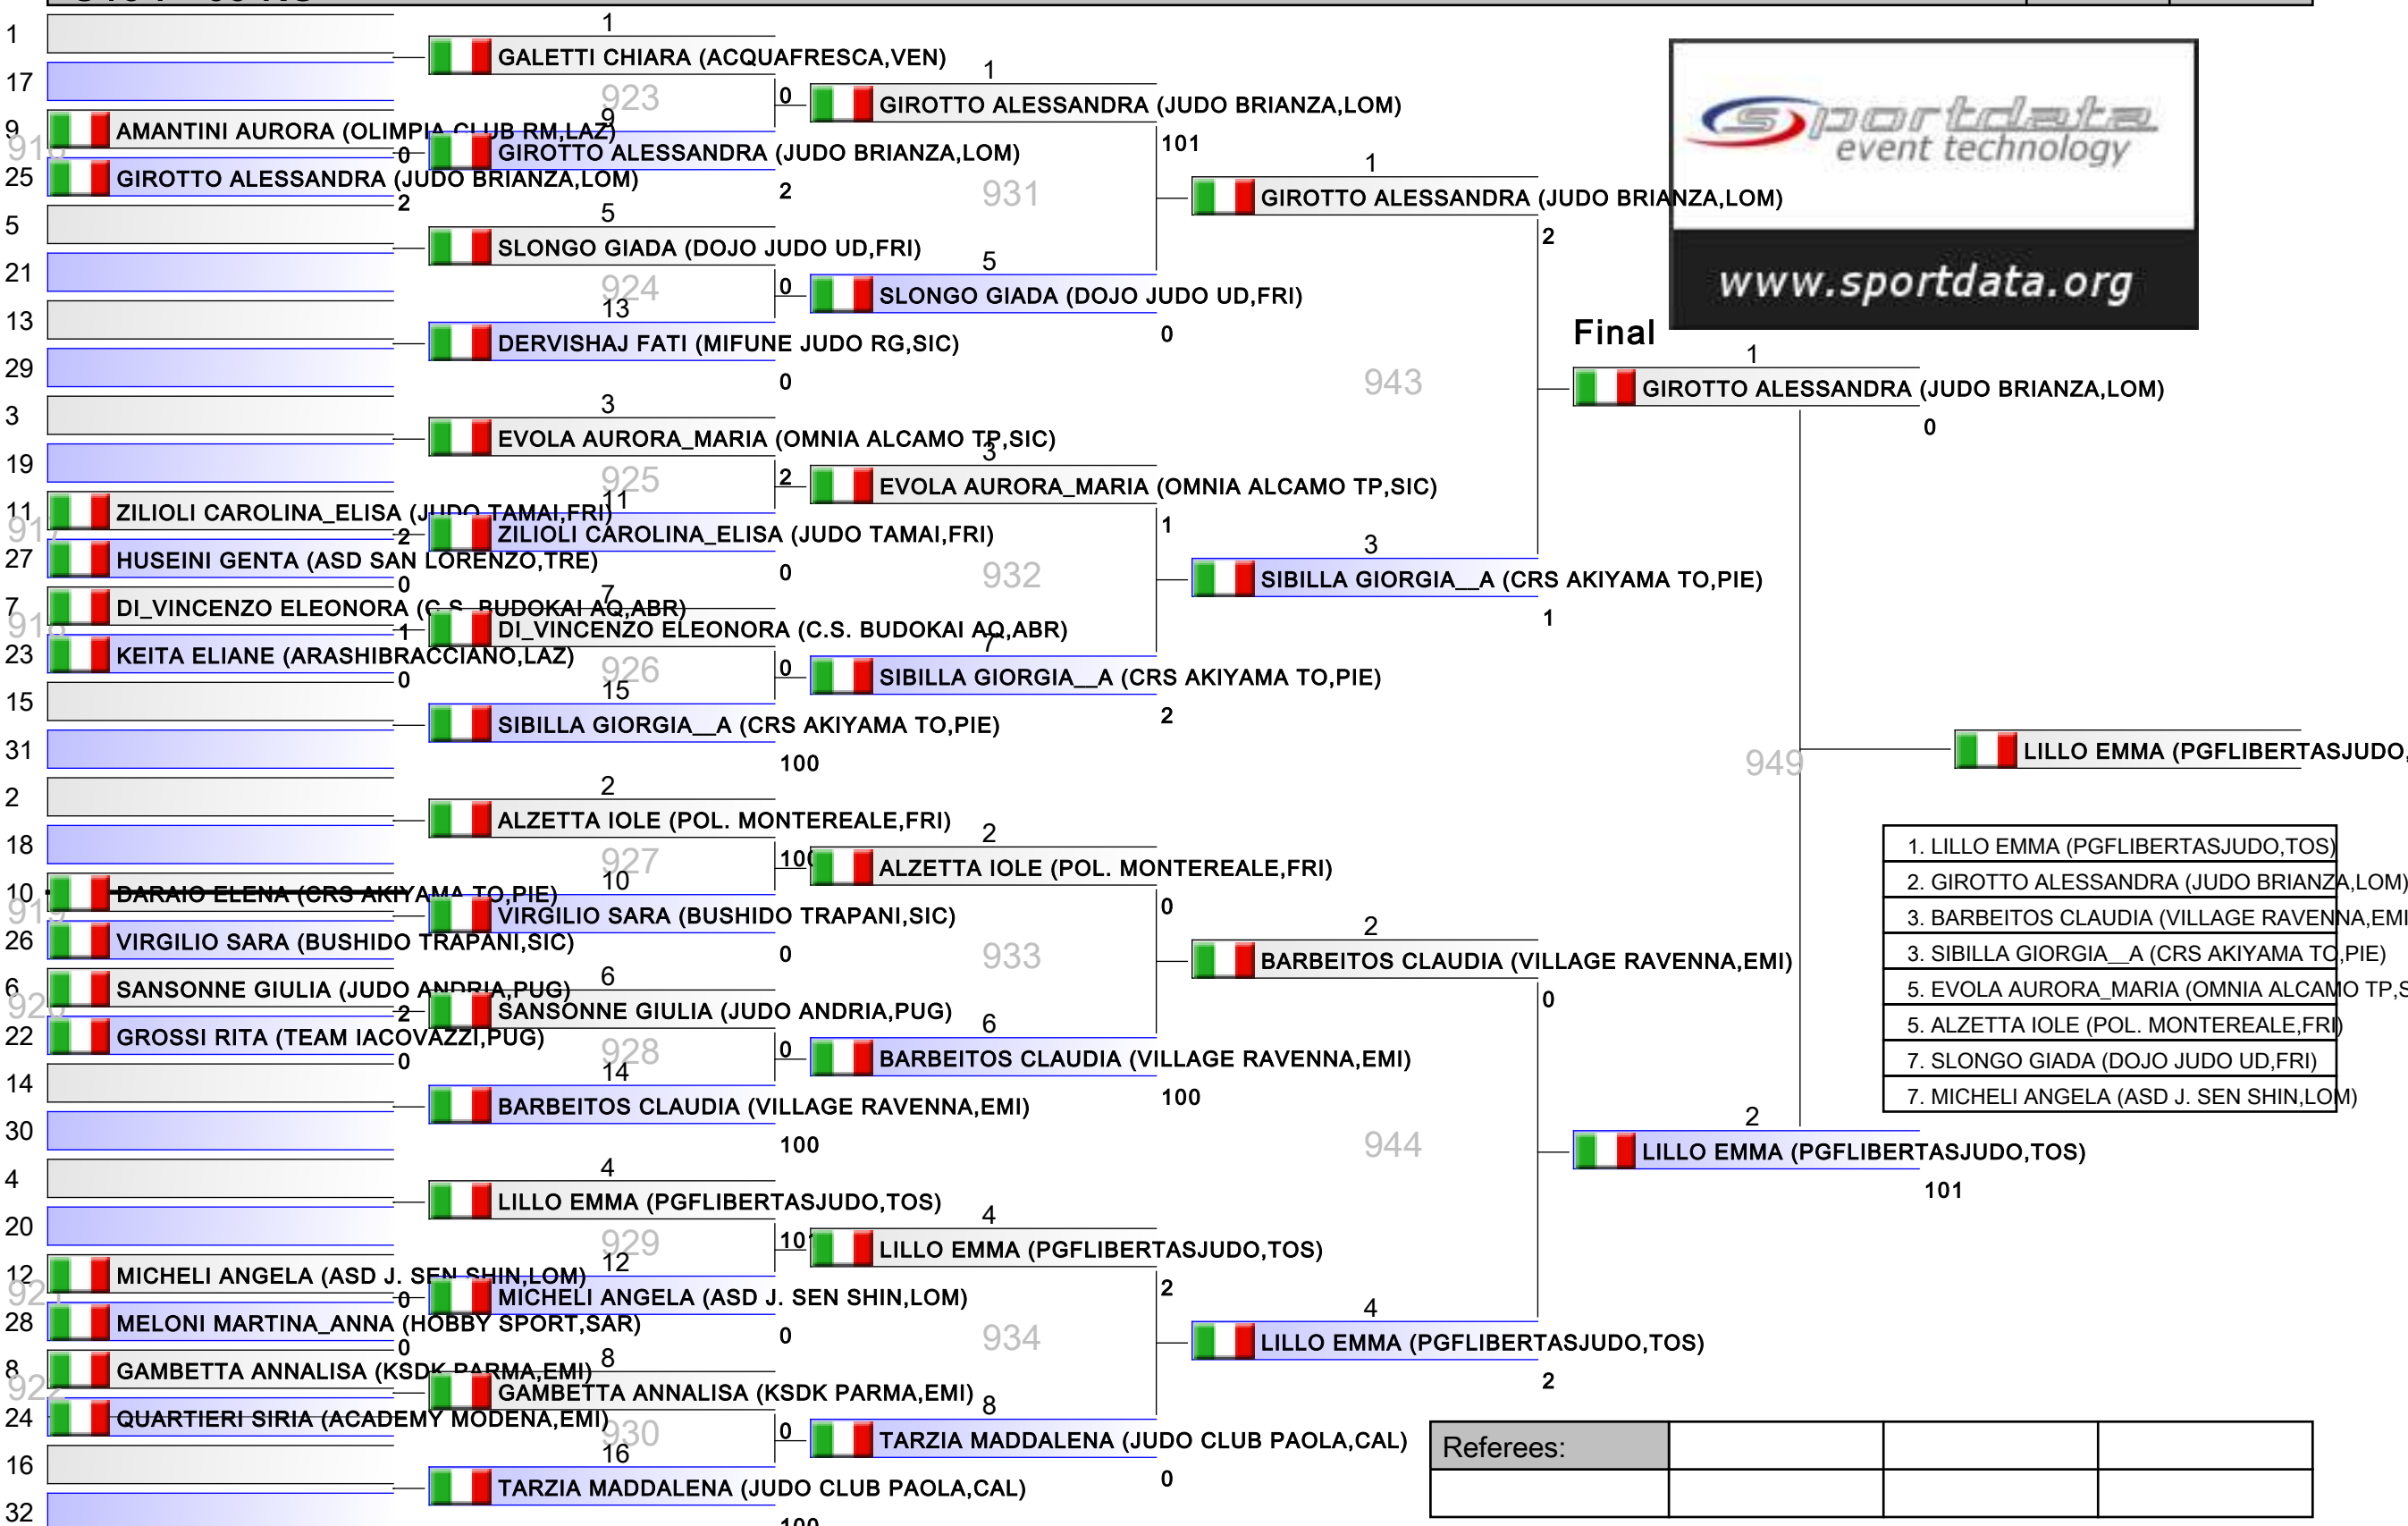 1
1
GALETTI CHIARA (ACQUAFRESCA,VEN)
17
923
0
1
GIROTTO ALESSANDRA (JUDO BRIANZA,LOM)
9
AMANTINI AURORA (OLIMPIA CLUB RM,LAZ)
0
9
GIROTTO ALESSANDRA (JUDO BRIANZA,LOM)
101
25
GIROTTO ALESSANDRA (JUDO BRIANZA,LOM)
2
2
931
1
GIROTTO ALESSANDRA (JUDO BRIANZA,LOM)
2
sportdata
event technology
www.sportdata.org
5
5
SLONGO GIADA (DOJO JUDO UD,FRI)
21
924
0
5
SLONGO GIADA (DOJO JUDO UD,FRI)
0
13
13
DERVISHAJ FATI (MIFUNE JUDO RG,SIC)
0
29
943
Final
1
GIROTTO ALESSANDRA (JUDO BRIANZA,LOM)
0
3
3
EVOLA AURORA_MARIA (OMNIA ALCAMO TP,SIC)
19
925
2
3
EVOLA AURORA_MARIA (OMNIA ALCAMO TP,SIC)
1
11
ZILIOLI CAROLINA_ELISA (JUDO TAMAI,FRI)
2
11
ZILIOLI CAROLINA_ELISA (JUDO TAMAI,FRI)
0
27
HUSEINI GENTA (ASD SAN LORENZO,TRE)
0
932
3
SIBILLA GIORGIA__A (CRS AKIYAMA TO,PIE)
1
7
DI_VINCENZO ELEONORA (C.S. BUDOKAI AQ,ABR)
1
7
DI_VINCENZO ELEONORA (C.S. BUDOKAI AQ,ABR)
23
KEITA ELIANE (ARASHIBRACCIANO,LAZ)
0
926
0
7
SIBILLA GIORGIA__A (CRS AKIYAMA TO,PIE)
2
15
15
SIBILLA GIORGIA__A (CRS AKIYAMA TO,PIE)
100
31
949
LILLO EMMA (PGFLIBERTASJUDO,
2
2
ALZETTA IOLE (POL. MONTEREALE,FRI)
18
927
100
2
ALZETTA IOLE (POL. MONTEREALE,FRI)
0
10
DARAIO ELENA (CRS AKIYAMA TO,PIE)
10
VIRGILIO SARA (BUSHIDO TRAPANI,SIC)
0
26
VIRGILIO SARA (BUSHIDO TRAPANI,SIC)
933
2
BARBEITOS CLAUDIA (VILLAGE RAVENNA,EMI)
0
6
SANSONNE GIULIA (JUDO ANDRIA,PUG)
2
6
SANSONNE GIULIA (JUDO ANDRIA,PUG)
22
GROSSI RITA (TEAM IACOVAZZI,PUG)
0
928
0
6
BARBEITOS CLAUDIA (VILLAGE RAVENNA,EMI)
100
14
14
BARBEITOS CLAUDIA (VILLAGE RAVENNA,EMI)
100
30
944
2
LILLO EMMA (PGFLIBERTASJUDO,TOS)
101
1. LILLO EMMA (PGFLIBERTASJUDO,TOS)
2. GIROTTO ALESSANDRA (JUDO BRIANZA,LOM)
3. BARBEITOS CLAUDIA (VILLAGE RAVENNA,EMI
3. SIBILLA GIORGIA__A (CRS AKIYAMA TO,PIE)
5. EVOLA AURORA_MARIA (OMNIA ALCAMO TP,S
5. ALZETTA IOLE (POL. MONTEREALE,FRI)
7. SLONGO GIADA (DOJO JUDO UD,FRI)
7. MICHELI ANGELA (ASD J. SEN SHIN,LOM)
4
4
LILLO EMMA (PGFLIBERTASJUDO,TOS)
20
929
101
4
LILLO EMMA (PGFLIBERTASJUDO,TOS)
2
12
MICHELI ANGELA (ASD J. SEN SHIN,LOM)
0
12
MICHELI ANGELA (ASD J. SEN SHIN,LOM)
0
28
MELONI MARTINA_ANNA (HOBBY SPORT,SAR)
0
934
4
LILLO EMMA (PGFLIBERTASJUDO,TOS)
2
8
GAMBETTA ANNALISA (KSDK PARMA,EMI)
8
GAMBETTA ANNALISA (KSDK PARMA,EMI)
24
QUARTIERI SIRIA (ACADEMY MODENA,EMI)
930
0
8
TARZIA MADDALENA (JUDO CLUB PAOLA,CAL)
0
16
16
TARZIA MADDALENA (JUDO CLUB PAOLA,CAL)
100
32
Referees: